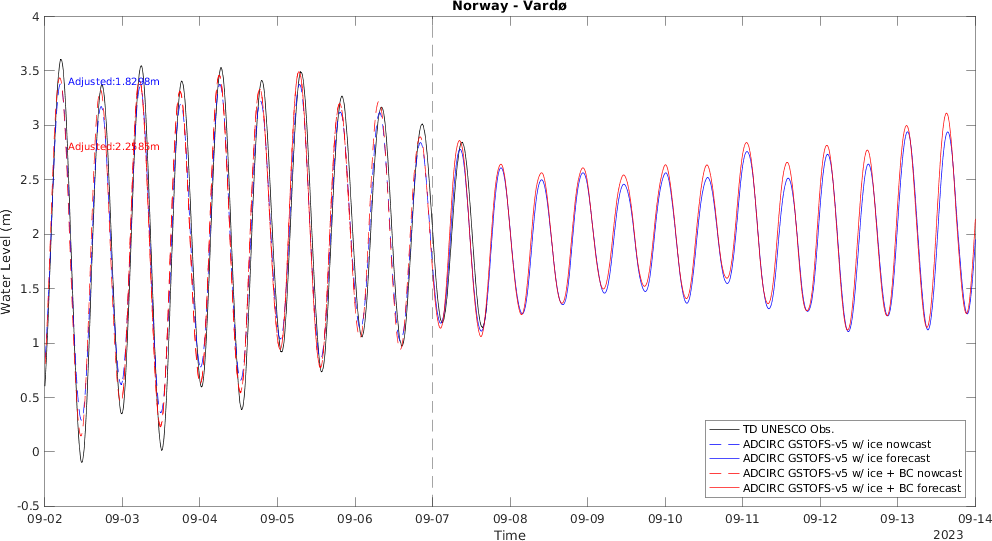 Norway - Vardø
4
3.5
3
2.5
2
1.5
1
0.5
0
-0.5
Water Level (m)
Adjusted:1.8298m
Adjusted:2.2585m
TD UNESCO Obs.
ADCIRC GSTOFS-v5 w/ ice nowcast
ADCIRC GSTOFS-v5 w/ ice forecast
ADCIRC GSTOFS-v5 w/ ice + BC nowcast
ADCIRC GSTOFS-v5 w/ ice + BC forecast
09-02 09-03 09-04 09-05 09-06 09-07 09-08 09-09 09-10 09-11 09-12 09-13 09-14
Time
2023